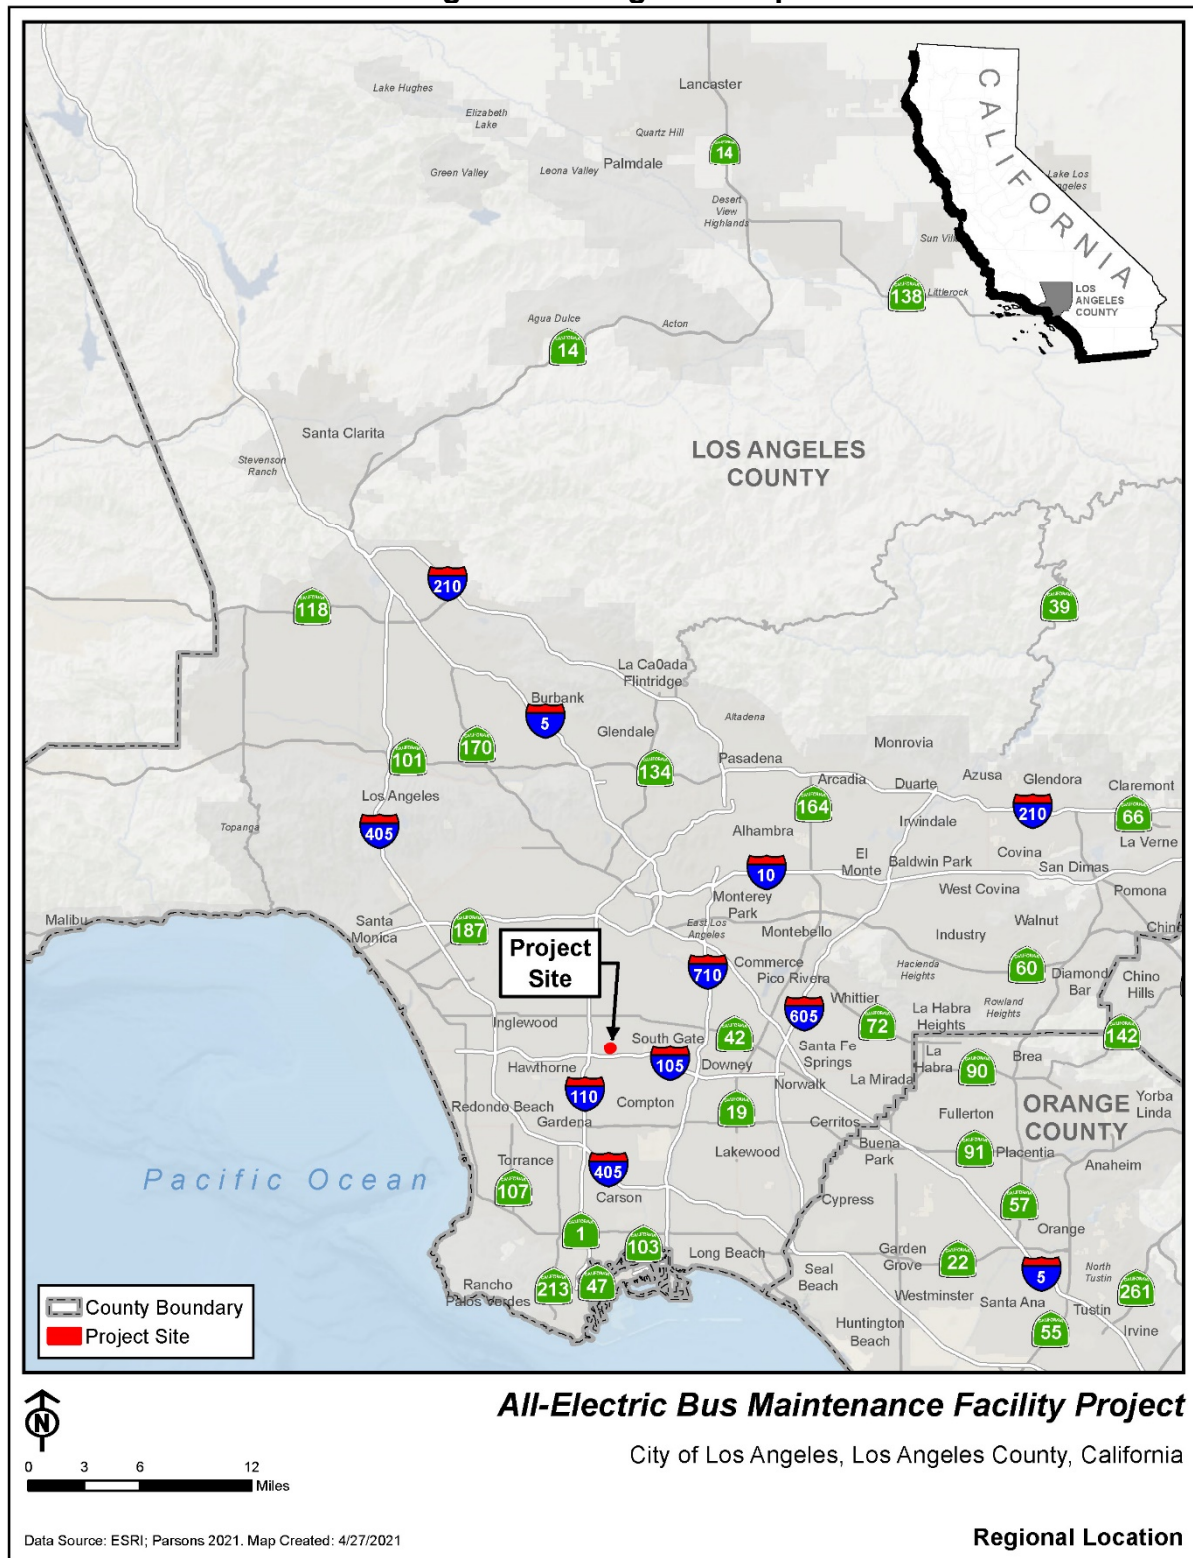 Lake Hughes
Lancaster
Elizabeth
Lake
Quartz Hill
14
Palmdale
Green Valley
Leona Valley
Desert
View
Highlands
CALIFORNIA
Lake Los
Sun
138
Littlerock
LOS
ANGELES
COUNTY
Agua Dulce
Acton
14
Santa Clarita
Stevenson
Ranch
LOS ANGELES
COUNTY
210
118
39
La Ca0ada
Flintridge
Burbank
5
Altadena
Glendale
170
101
134
Pasadena
Monrovia
Arcadia
Duarte
Azusa
Glendora
Claremont
Los Angeles
164
210
66
405
Topanga
Alhambra
Irwindale
La Verne
El
Monte
Baldwin Park
Covina
San Dimas
10
West Covina
Pomona
Monterey
Park
Malibu
Santa
Monica
187
East Los
Angeles
Montebello
Walnut
Industry
Project
Site
710
Commerce
Pico Rivera
Hacienda
Heights
60
Diamond
Bar
Chino
Hills
605
Whittier
72
La Habra
Heights
Rowland
Heights
Inglewood
South Gate
42
Santa Fe
Springs
142
Hawthorne
105
Downey
Norwalk
La Mirada
La
Habra
90
Brea
110
Redondo Beach
Gardena
Compton
19
Cerritos
Fullerton
ORANGE
COUNTY
Yorba
Linda
Torrance
405
Lakewood
Buena
Park
91
Placentia
Anaheim
Pacific Ocean
107
Carson
Cypress
57
Orange
1
103
Long Beach
Seal
Beach
Garden
Grove
22
5
North
Tustin
261
Rancho
Palos Verdes
213
47
Westminster
Santa Ana
Tustin
Huntington
Beach
55
Irvine
County Boundary
Project Site
N
0 3 6 12
Miles
All-Electric Bus Maintenance Facility Project
City of Los Angeles, Los Angeles County, California
Data Source: ESRI; Parsons 2021. Map Created: 4/27/2021
Regional Location